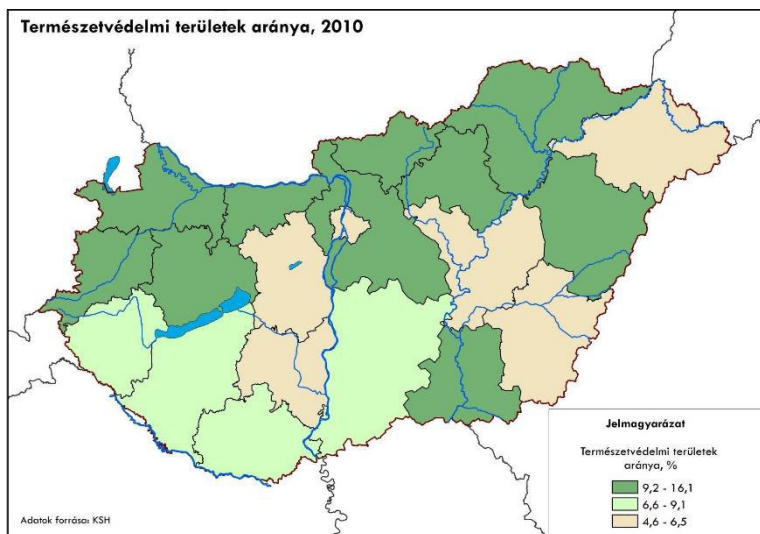 Természetvédelmi területek aránya, 2010
Jelmagyarázat
Természetvédelmi területek
aránya, %
9,2 - 16,1
6,6 - 9,1
4,6 - 6,5
Adatok forrása: KSH